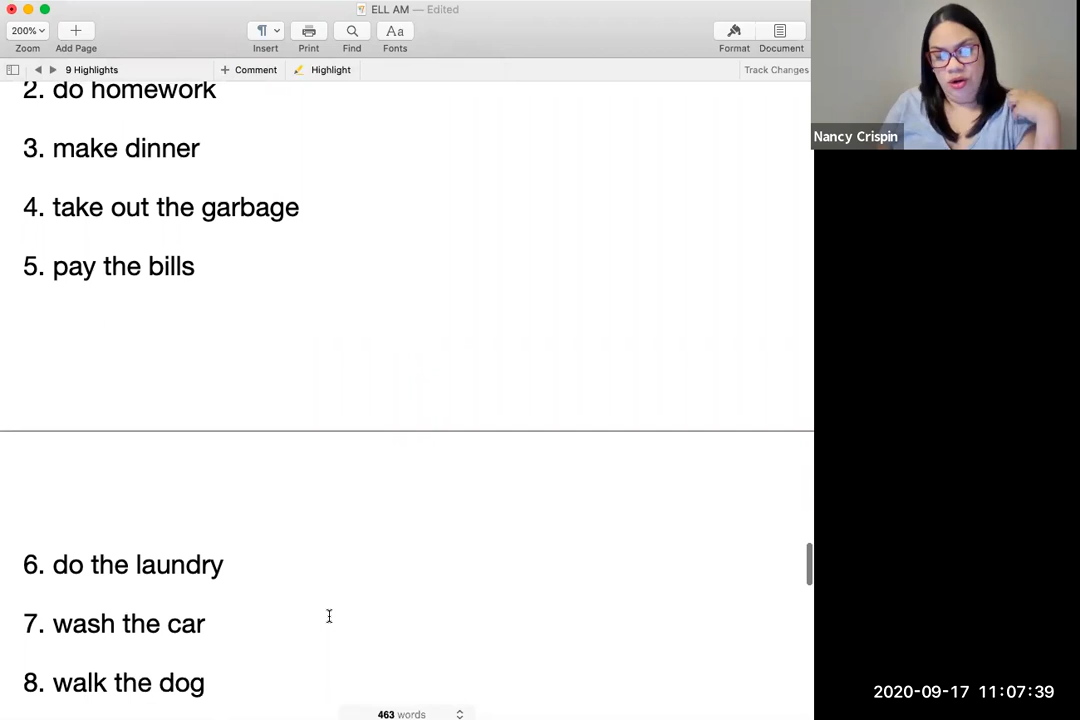 ELL AM — Edited
200%
Zoom
Add Page
Insert
Print
Find
Aa
Fonts
Format
Document
9 Highlights
+ Comment
Highlight
Track Changes
Nancy Crispin
2. do homework
3. make dinner
4. take out the garbage
5. pay the bills
6. do the laundry
7. wash the car
8. walk the dog
463 words
2020-09-17 11:07:39